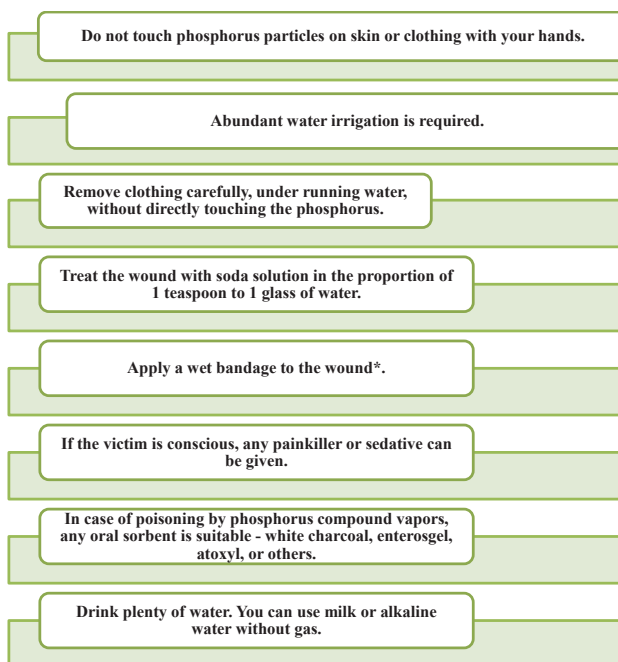 Do not touch phosphorus particles on skin or clothing with your hands.
Abundant water irrigation is required.
Remove clothing carefully, under running water,
without directly touching the phosphorus.
Treat the wound with soda solution in the proportion of
1 teaspoon to 1 glass of water.
Apply a wet bandage to the wound*.
If the victim is conscious, any painkiller or sedative can
be given.
In case of poisoning by phosphorus compound vapors,
any oral sorbent is suitable - white charcoal, enterosgel,
atoxyl, or others.
Drink plenty of water. You can use milk or alkaline
water without gas.